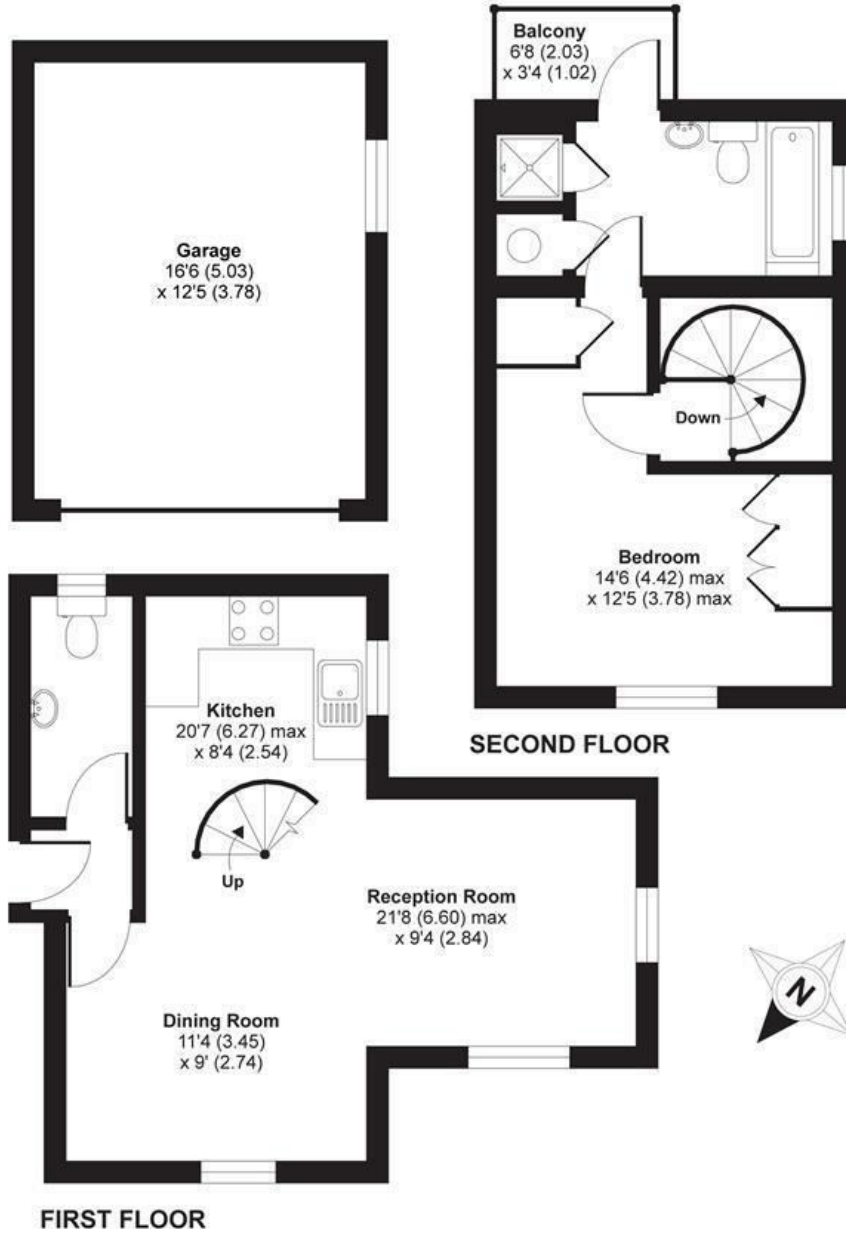 Balcony
6'8 (2.03)
x 3'4 (1.02)
Garage
16'6 (5.03)
x 12'5 (3.78)
Down
Bedroom
14'6 (4.42) max
x 12'5 (3.78) max
SECOND FLOOR
Kitchen
20'7 (6.27) max
x 8'4 (2.54)
Up
Reception Room
21'8 (6.60) max
x 9'4 (2.84)
Dining Room
11'4 (3.45)
x 9' (2.74)
N
FIRST FLOOR